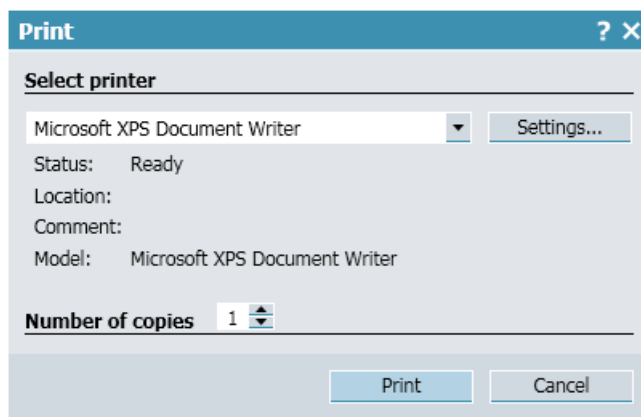 Print ? ×
Select printer
Microsoft XPS Document Writer Settings...
Status: Ready
Location:
Comment:
Model: Microsoft XPS Document Writer
Number of copies 1
Print Cancel